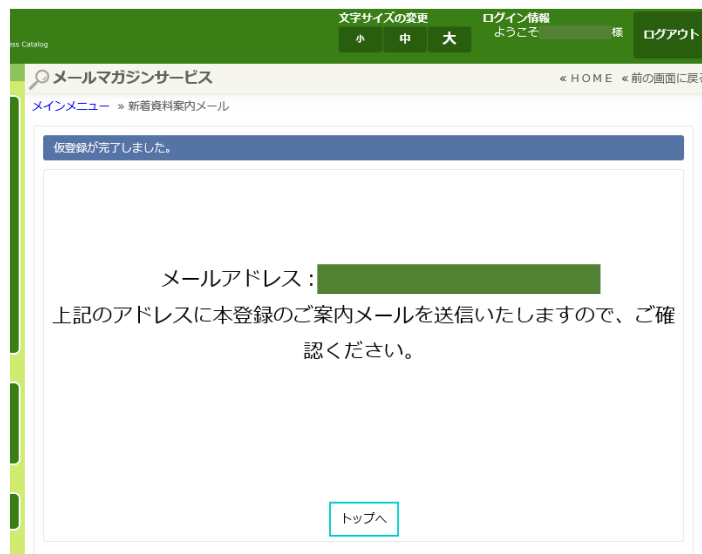 文字サイズの変更
ログイン情報
ess Catalog
小 中 大
ようこそ 様
ログアウト
メールマガジンサービス
« HOME « 前の画面に戻る
メインメニュー » 新着資料案内メール
仮登録が完了しました。
メールアドレス：
上記のアドレスに本登録のご案内メールを送信いたしますので、ご確
認ください。
トップへ